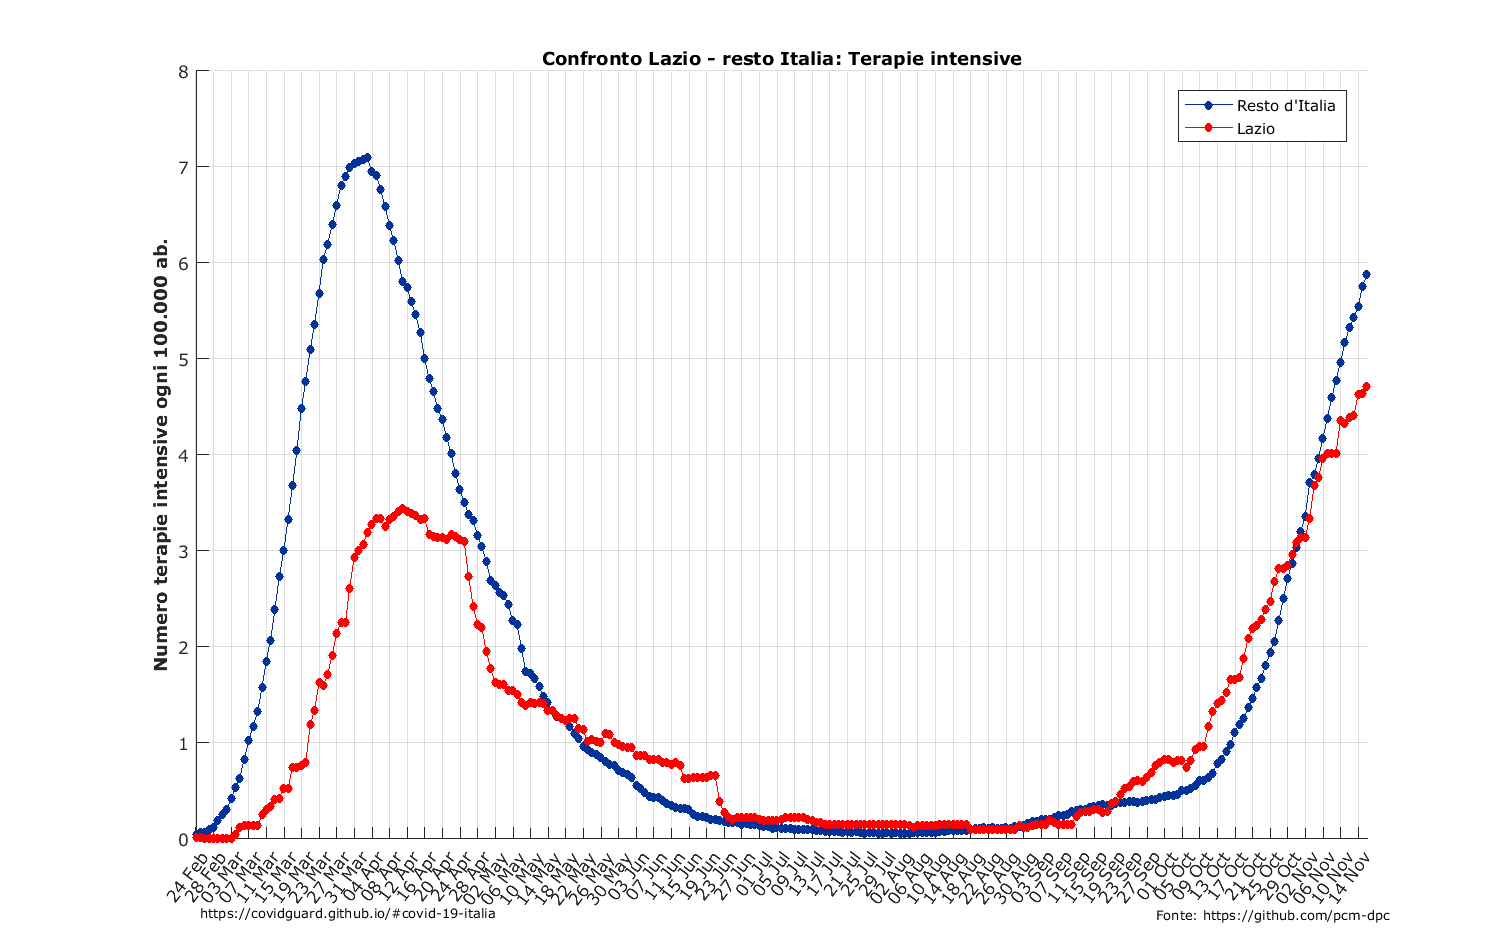 Confronto Lazio - resto Italia: Terapie intensive
Resto d'Italia
Lazio
Numero terapie intensive ogni 100.000 ab.
8
7
6
5
4
3
2
1
0
24 Feb
28 Feb
03 Mar
07 Mar
11 Mar
15 Mar
19 Mar
23 Mar
27 Mar
31 Mar
04 Apr
08 Apr
12 Apr
16 Apr
20 Apr
24 Apr
28 Apr
02 May
06 May
10 May
14 May
18 May
22 May
26 May
30 May
03 Jun
07 Jun
11 Jun
15 Jun
19 Jun
23 Jun
27 Jun
01 Jul
05 Jul
09 Jul
13 Jul
17 Jul
21 Jul
25 Jul
29 Jul
02 Aug
06 Aug
10 Aug
14 Aug
18 Aug
22 Aug
26 Aug
30 Aug
03 Sep
07 Sep
11 Sep
15 Sep
19 Sep
23 Sep
27 Sep
01 Oct
05 Oct
09 Oct
13 Oct
17 Oct
21 Oct
25 Oct
29 Oct
02 Nov
06 Nov
10 Nov
14 Nov
https://covidguard.github.io/#covid-19-italia
Fonte: https://github.com/pcm-dpc